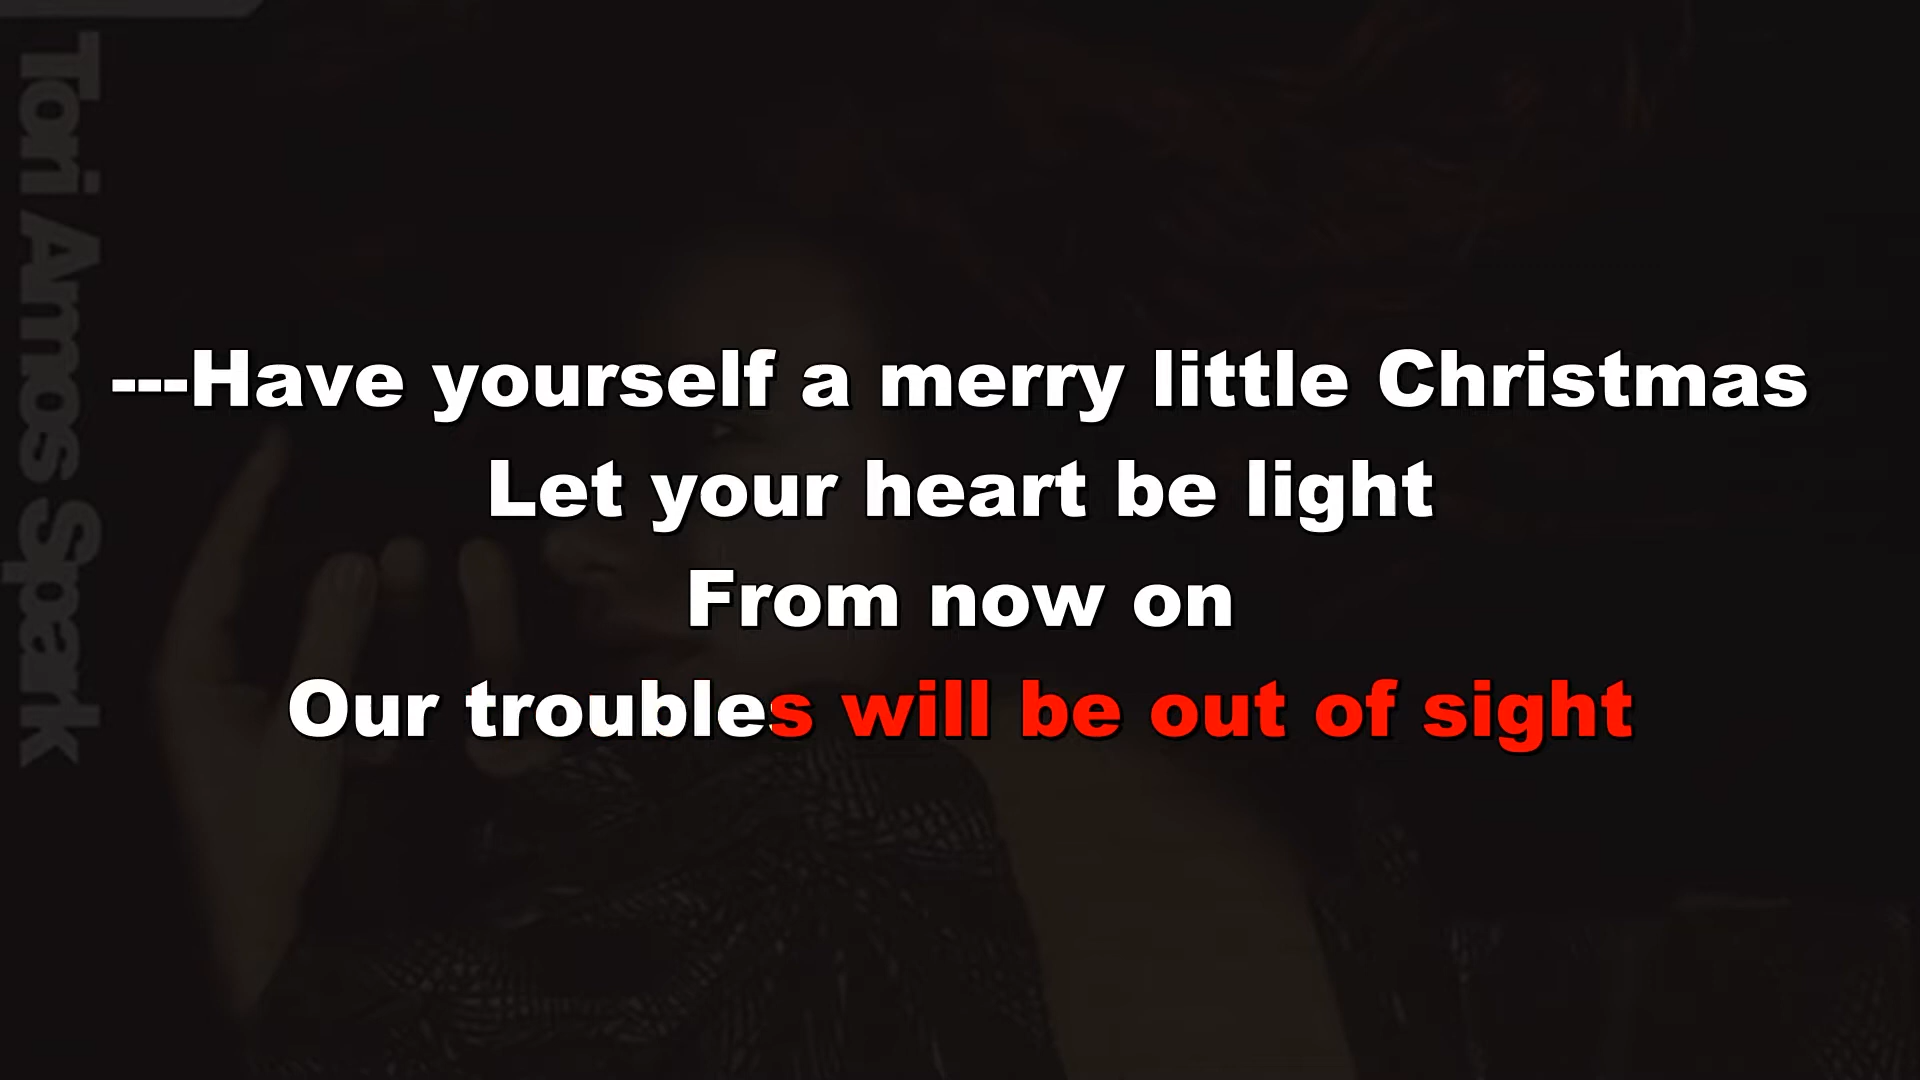 Tori Amos Spark
---Have yourself a merry little Christmas
Let your heart be light
From now on
Our troubles will be out of sight